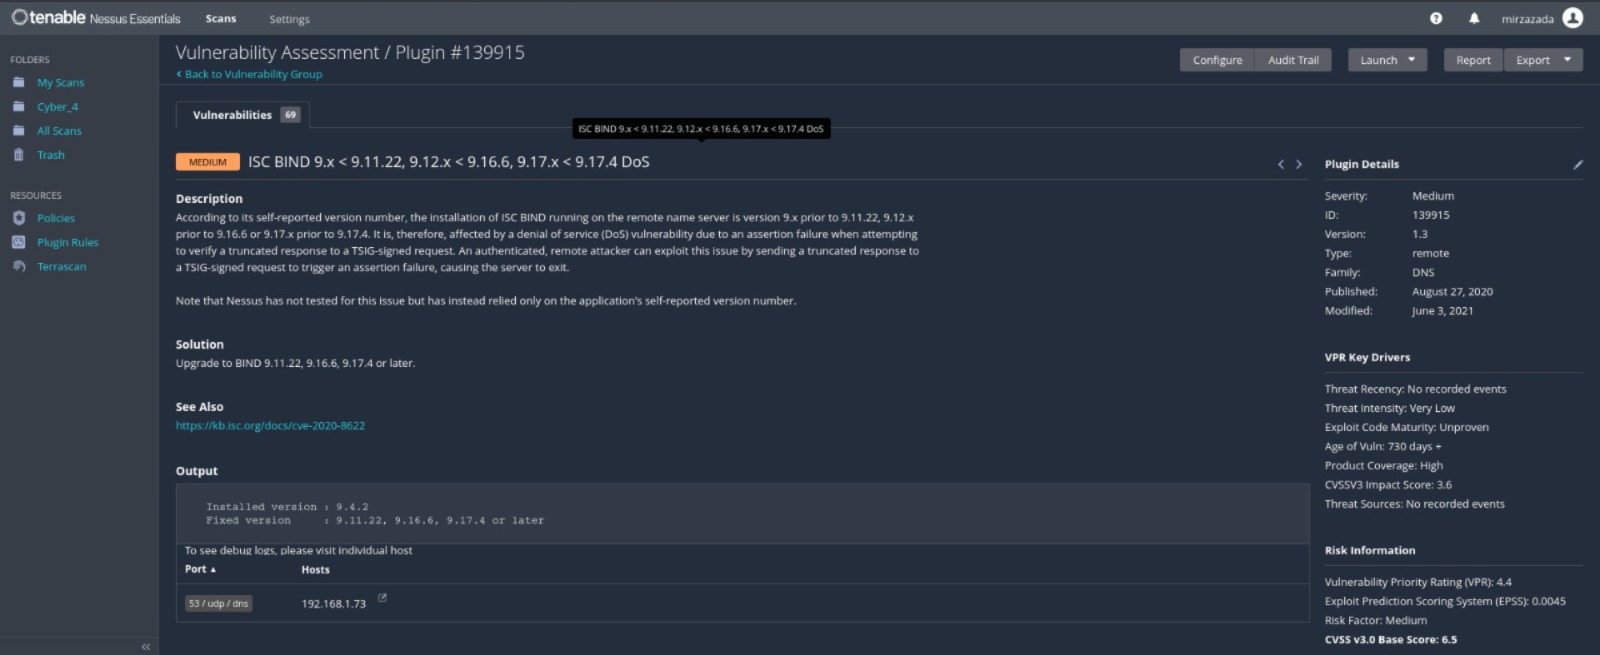 tenable Nessus Essentials Scans Settings mirzazada
FOLDERS
My Scans
Cyber_4
All Scans
Trash
RESOURCES
Policies
Plugin Rules
Terrascan
Vulnerability Assessment / Plugin #139915
Back to Vulnerability Group
Configure Audit Trail Launch Report Export
Vulnerabilities 69
ISC BIND 9.x < 9.11.22, 9.12.x < 9.16.6, 9.17.x < 9.17.4 DoS
MEDIUM ISC BIND 9.x < 9.11.22, 9.12.x < 9.16.6, 9.17.x < 9.17.4 DoS
Description
According to its self-reported version number, the installation of ISC BIND running on the remote name server is version 9.x prior to 9.11.22, 9.12.x
prior to 9.16.6 or 9.17.x prior to 9.17.4. It is, therefore, affected by a denial of service (DoS) vulnerability due to an assertion failure when attempting
to verify a truncated response to a TSIG-signed request. An authenticated, remote attacker can exploit this issue by sending a truncated response to
a TSIG-signed request to trigger an assertion failure, causing the server to exit.
Note that Nessus has not tested for this issue but has instead relied only on the application's self-reported version number.
Solution
Upgrade to BIND 9.11.22, 9.16.6, 9.17.4 or later.
See Also
https://kb.isc.org/docs/cve-2020-8622
Output
Installed version : 9.4.2
Fixed version : 9.11.22, 9.16.6, 9.17.4 or later
To see debug logs, please visit individual host
Port Hosts
53 / udp / dns 192.168.1.73
Plugin Details
Severity: Medium
ID: 139915
Version: 1.3
Type: remote
Family: DNS
Published: August 27, 2020
Modified: June 3, 2021
VPR Key Drivers
Threat Recency: No recorded events
Threat Intensity: Very Low
Exploit Code Maturity: Unproven
Age of Vuln: 730 days +
Product Coverage: High
CVSSV3 Impact Score: 3.6
Threat Sources: No recorded events
Risk Information
Vulnerability Priority Rating (VPR): 4.4
Exploit Prediction Scoring System (EPSS): 0.0045
Risk Factor: Medium
CVSS v3.0 Base Score: 6.5